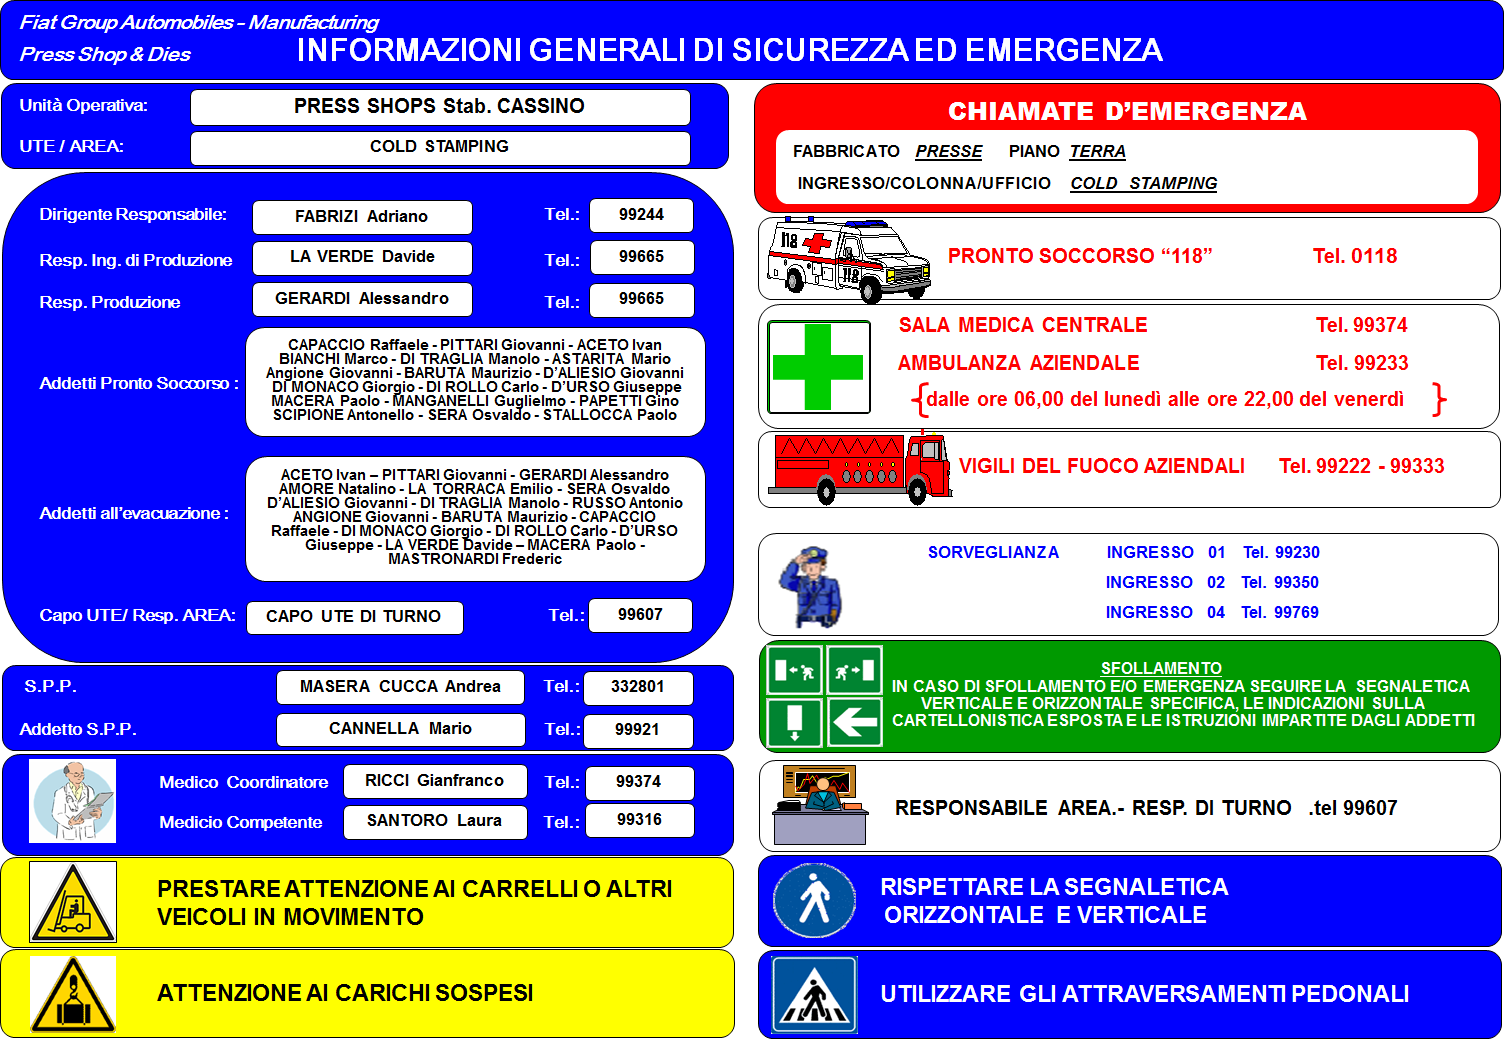 Fiat Group Automobiles - Manufacturing
Press Shop & Dies
INFORMAZIONI GENERALI DI SICUREZZA ED EMERGENZA
Unità Operativa:
PRESS SHOPS Stab. CASSINO
UTE / AREA:
COLD STAMPING
Dirigente Responsabile:
FABRIZI Adriano
Tel.:
99244
Resp. Ing. di Produzione
LA VERDE Davide
Tel.:
99665
Resp. Produzione
GERARDI Alessandro
Tel.:
99665
Addetti Pronto Soccorso :
CAPACCIO Raffaele - PITTARI Giovanni - ACETO Ivan
BIANCHI Marco - DI TRAGLIA Manolo - ASTARITA Mario
Angione Giovanni - BARUTA Maurizio - D'ALIESIO Giovanni
DI MONACO Giorgio - DI ROLLO Carlo - D'URSO Giuseppe
MACERA Paolo - MANGANELLI Guglielmo - PAPETTI Gino
SCIPIONE Antonello - SERA Osvaldo - STALLOCCA Paolo
Addetti all'evacuazione :
ACETO Ivan – PITTARI Giovanni - GERARDI Alessandro
AMORE Natalino - LA TORRACA Emilio - SERA Osvaldo
D'ALIESIO Giovanni - DI TRAGLIA Manolo - RUSSO Antonio
ANGIONE Giovanni - BARUTA Maurizio - CAPACCIO
Raffaele - DI MONACO Giorgio - DI ROLLO Carlo - D'URSO
Giuseppe - LA VERDE Davide – MACERA Paolo -
MASTRONARDI Frederic
Capo UTE/ Resp. AREA:
CAPO UTE DI TURNO
Tel.:
99607
S.P.P.
MASERA CUCCA Andrea
Tel.:
332801
Addetto S.P.P.
CANNELLA Mario
Tel.:
99921
Medico Coordinatore
RICCI Gianfranco
Tel.:
99374
Medicio Competente
SANTORO Laura
Tel.:
99316
PRESTARE ATTENZIONE AI CARRELLI O ALTRI
VEICOLI IN MOVIMENTO
ATTENZIONE AI CARICHI SOSPESI
CHIAMATE D'EMERGENZA
FABBRICATO PRESSE PIANO TERRA
INGRESSO/COLONNA/UFFICIO COLD STAMPING
118
118
PRONTO SOCCORSO “118” Tel. 0118
SALA MEDICA CENTRALE Tel. 99374
AMBULANZA AZIENDALE Tel. 99233
{dalle ore 06,00 del lunedì alle ore 22,00 del venerdì }
VIGILI DEL FUOCO AZIENDALI Tel. 99222 - 99333
SORVEGLIANZA INGRESSO 01 Tel. 99230
INGRESSO 02 Tel. 99350
INGRESSO 04 Tel. 99769
SFOLLAMENTO
IN CASO DI SFOLLAMENTO E/O EMERGENZA SEGUIRE LA SEGNALETICA
VERTICALE E ORIZZONTALE SPECIFICA, LE INDICAZIONI SULLA
CARTELLONISTICA ESPOSTA E LE ISTRUZIONI IMPARTITE DAGLI ADDETTI
RESPONSABILE AREA.- RESP. DI TURNO .tel 99607
RISPETTARE LA SEGNALETICA
ORIZZONTALE E VERTICALE
UTILIZZARE GLI ATTRAVERSAMENTI PEDONALI